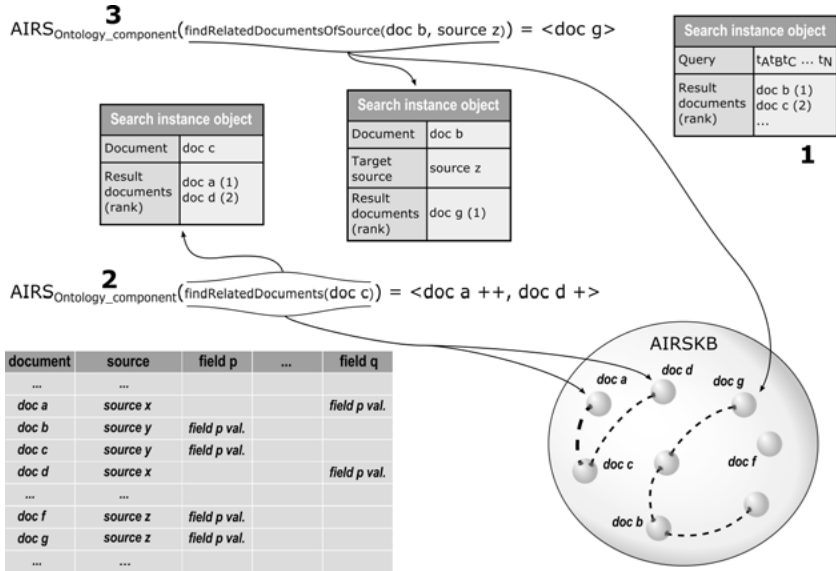 3
AIRSOntology_component(findRelatedDocumentsOfSource(doc b, source z)) = <doc g>
Search instance object
Query tAtBtC ... tN
Result documents (rank) doc b (1)
doc c (2)
...
1
Search instance object
Document doc b
Target source source z
Result documents (rank) doc g (1)
Search instance object
Document doc c
Result documents (rank) doc a (1)
doc d (2)
2
AIRSOntology_component(findRelatedDocuments(doc c)) = <doc a ++, doc d +>
document source field p ... field q
... ...
doc a source x field p val.
doc b source y field p val.
doc c source y field p val.
doc d source x field p val.
... ...
doc f source z field p val.
doc g source z field p val.
... ...
AIRSKB
doc a
doc d
doc g
doc c
doc f
doc b